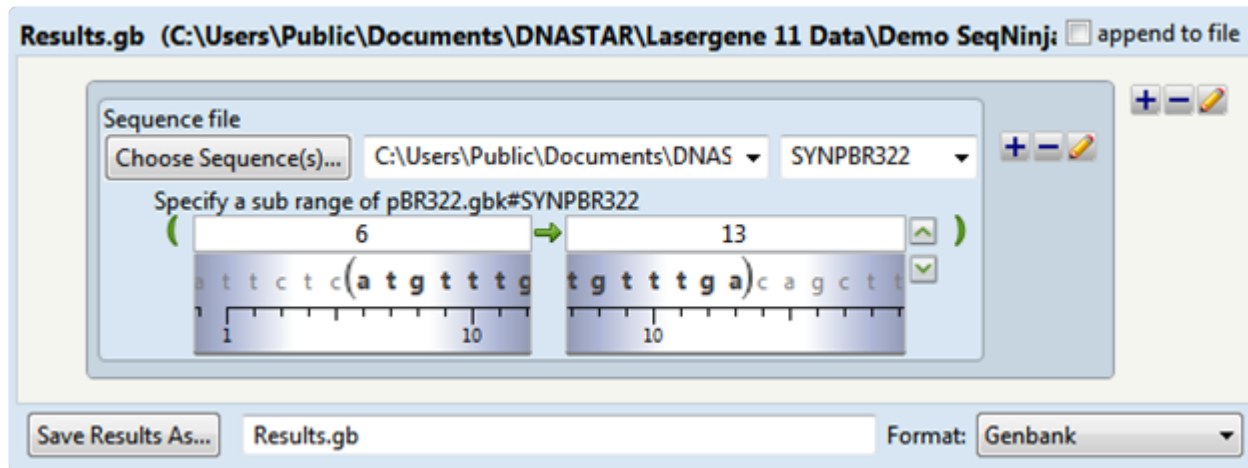 Results.gb (C:\Users\Public\Documents\DNASTAR\Lasergene 11 Data\Demo SeqNinja append to file
Sequence file
Choose Sequence(s)... C:\Users\Public\Documents\DNAS SYNPBR322
Specify a sub range of pBR322.gbk#SYNPBR322
( 6 13 )
a t t c t c(a t g t t t g t g t t t g a)c a g c t t
1 10 10
Save Results As... Results.gb Format: Genbank